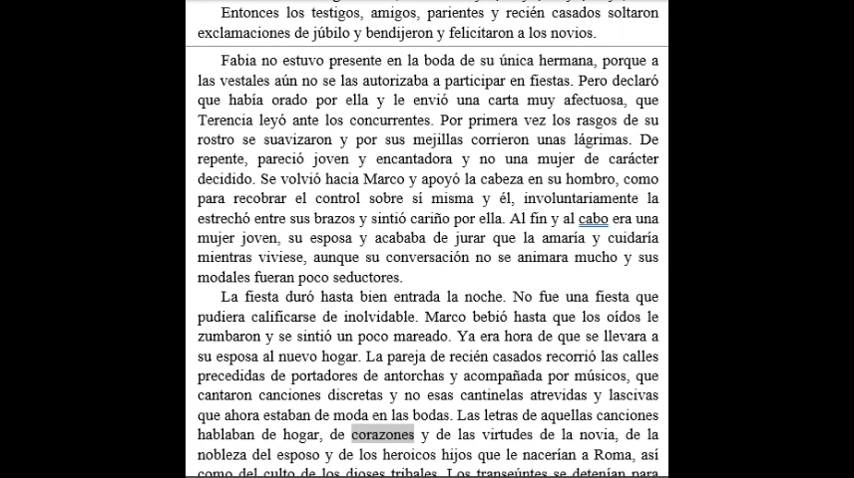 Entonces los testigos, amigos, parientes y recién casados soltaron
exclamaciones de júbilo y bendijeron y felicitaron a los novios.
Fabia no estuvo presente en la boda de su única hermana, porque a
las vestales aún no se las autorizaba a participar en fiestas. Pero declaró
que había orado por ella y le envió una carta muy afectuosa, que
Terencia leyó ante los concurrentes. Por primera vez los rasgos de su
rostro se suavizaron y por sus mejillas corrieron unas lágrimas. De
repente, pareció joven y encantadora y no una mujer de carácter
decidido. Se volvió hacia Marco y apoyó la cabeza en su hombro, como
para recobrar el control sobre sí misma y él, involuntariamente la
estrechó entre sus brazos y sintió cariño por ella. Al fin y al cabo era una
mujer joven, su esposa y acababa de jurar que la amaría y cuidaría
mientras viviese, aunque su conversación no se animara mucho y sus
modales fueran poco seductores.
La fiesta duró hasta bien entrada la noche. No fue una fiesta que
pudiera calificarse de inolvidable. Marco bebió hasta que los oídos le
zumbaron y se sintió un poco mareado. Ya era hora de que se llevara a
su esposa al nuevo hogar. La pareja de recién casados recorrió las calles
precedidas de portadores de antorchas y acompañada por músicos, que
cantaron canciones discretas y no esas cantinelas atrevidas y lascivas
que ahora estaban de moda en las bodas. Las letras de aquellas canciones
hablaban de hogar, de corazones y de las virtudes de la novia, de la
nobleza del esposo y de los heroicos hijos que le nacerían a Roma, así
como del culto de los dioses tribales. Los transeúntes se detenían para